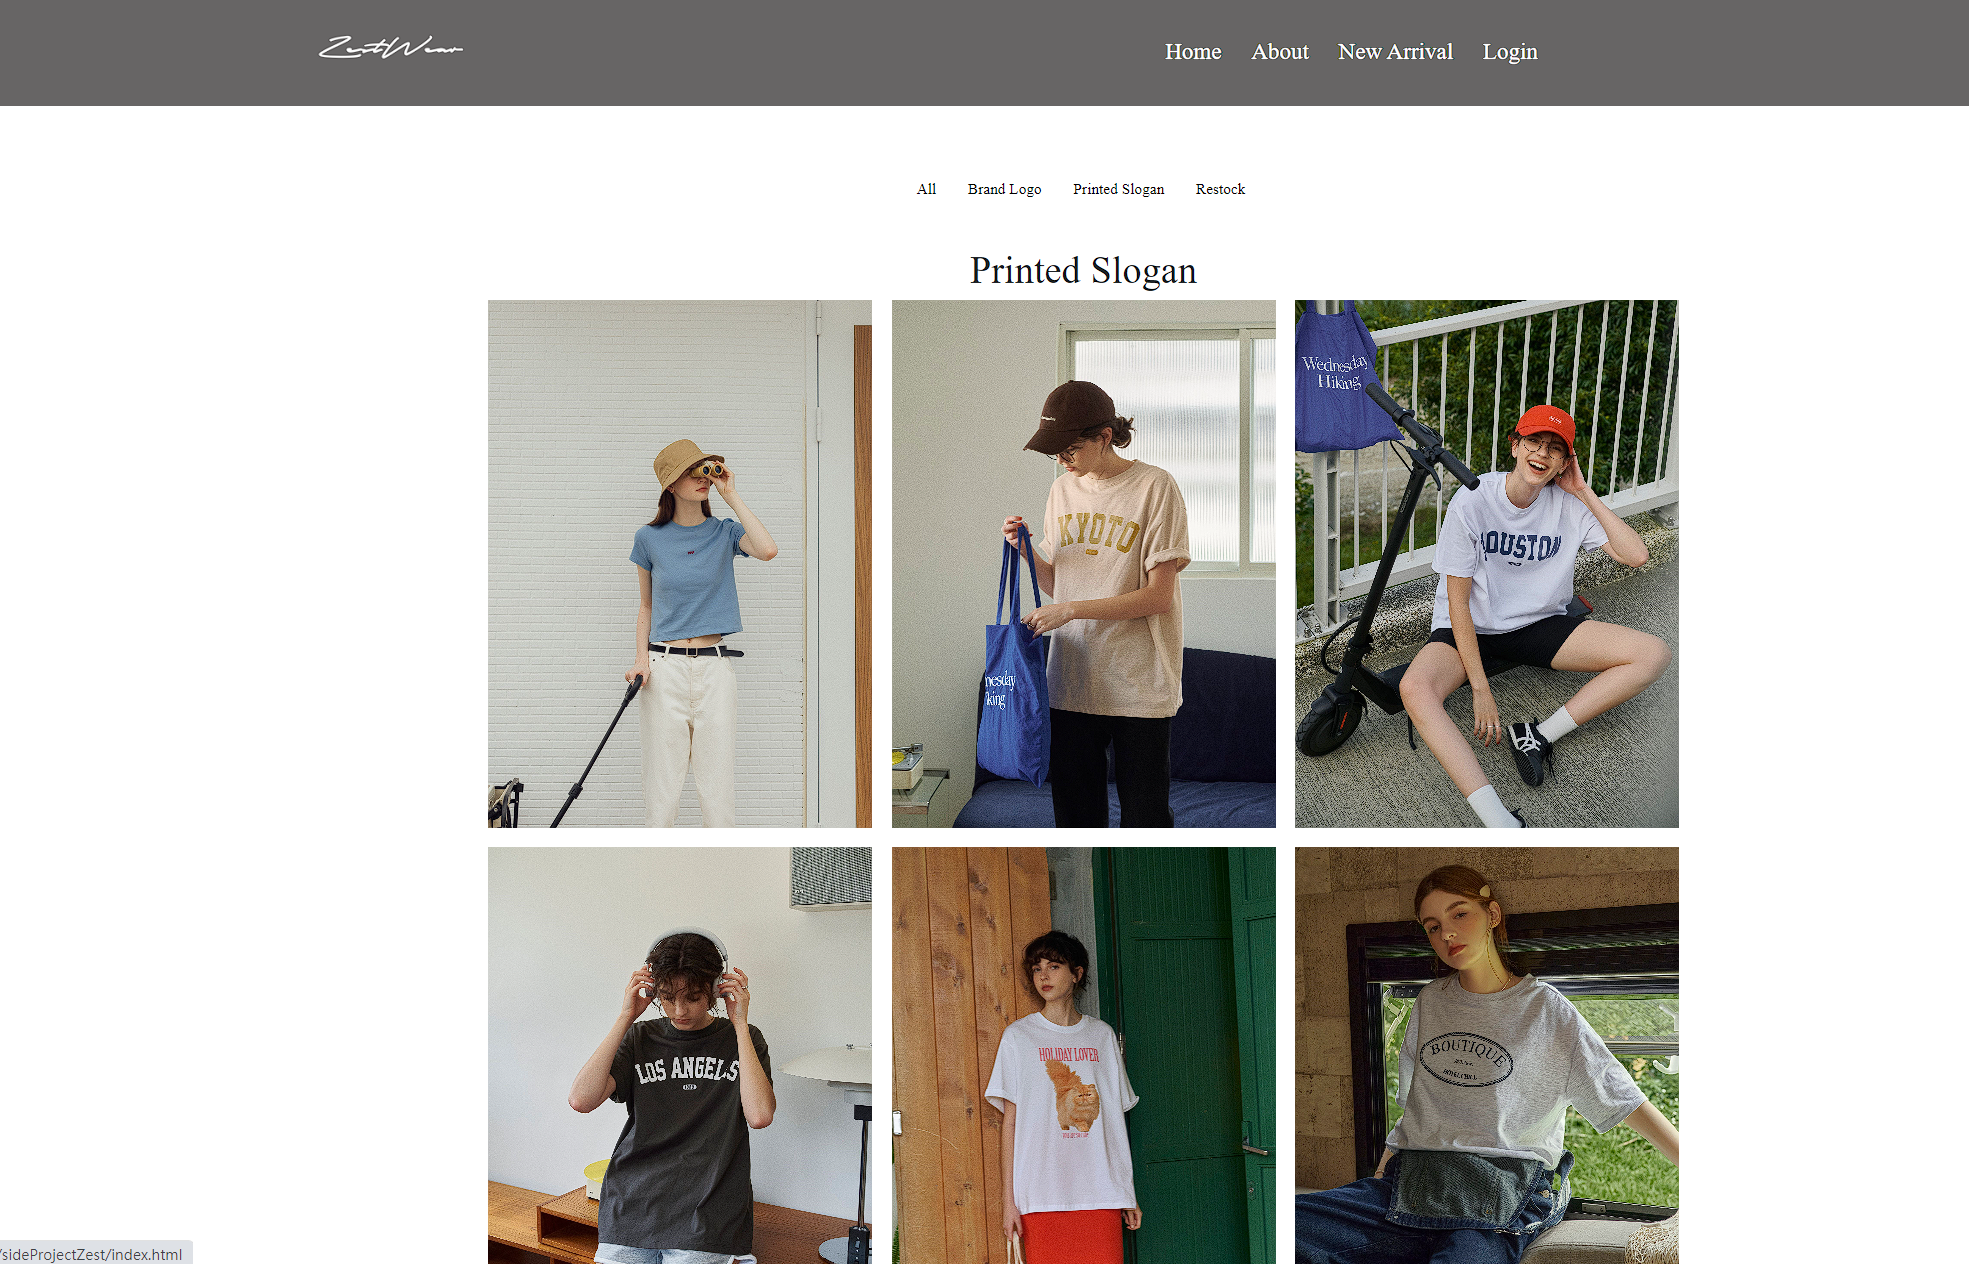 ZestWear
Home About New Arrival Login
All Brand Logo Printed Slogan Restock
Printed Slogan
Wednesday
Hiking
KYOTO
nesday
king
OUSTON
LOS ANGELS
HOLIDAY LOVER
BOUTIQUE
/sideProjectZest/index.html